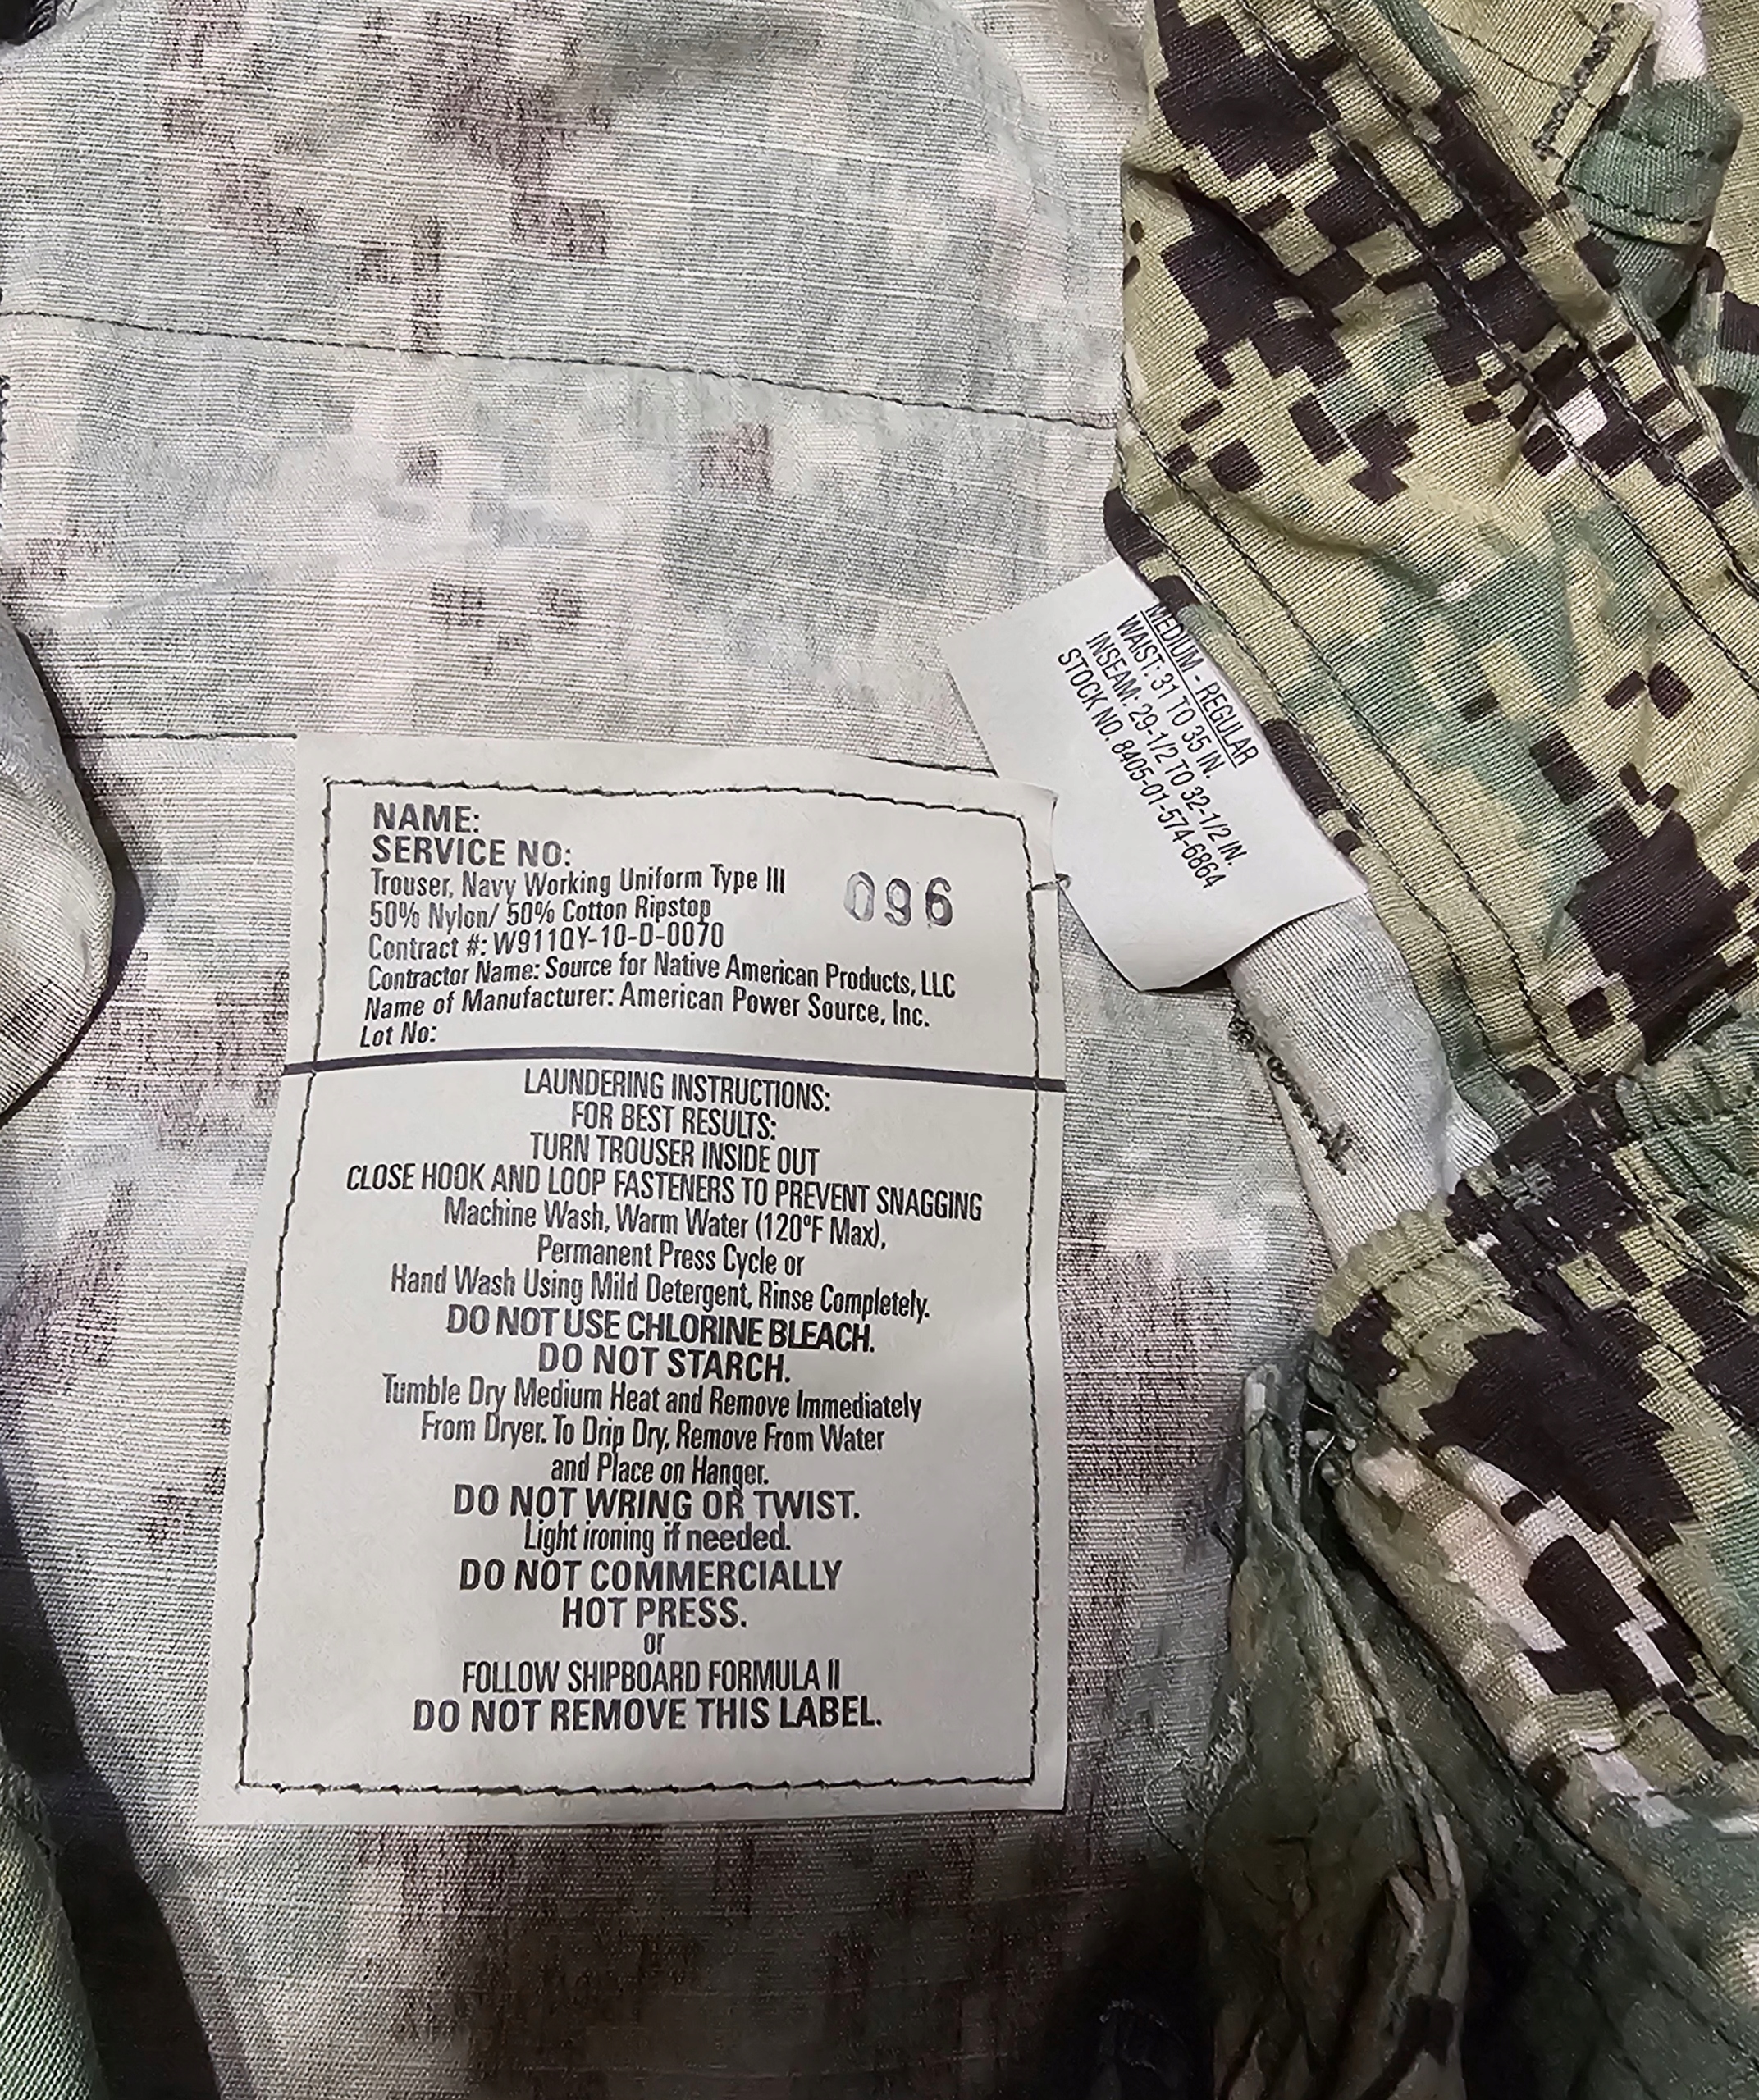 NAME:
SERVICE NO:
Trouser, Navy Working Uniform Type III
096
50% Nylon/ 50% Cotton Ripstop
Contract #: W911QY-10-D-0070
Contractor Name: Source for Native American Products, LLC
Name of Manufacturer: American Power Source, Inc.
Lot No:
LAUNDERING INSTRUCTIONS:
FOR BEST RESULTS:
TURN TROUSER INSIDE OUT
CLOSE HOOK AND LOOP FASTENERS TO PREVENT SNAGGING
Machine Wash, Warm Water (120°F Max),
Permanent Press Cycle or
Hand Wash Using Mild Detergent, Rinse Completely.
DO NOT USE CHLORINE BLEACH.
DO NOT STARCH.
Tumble Dry Medium Heat and Remove Immediately
From Dryer. To Drip Dry, Remove From Water
and Place on Hanger.
DO NOT WRING OR TWIST.
Light ironing if needed.
DO NOT COMMERCIALLY
HOT PRESS.
or
FOLLOW SHIPBOARD FORMULA II
DO NOT REMOVE THIS LABEL.
MEDIUM - REGULAR
WAIST: 31 TO 35 IN.
INSEAM: 29-1/2 TO 32-1/2 IN.
STOCK NO. 8405-01-574-6864